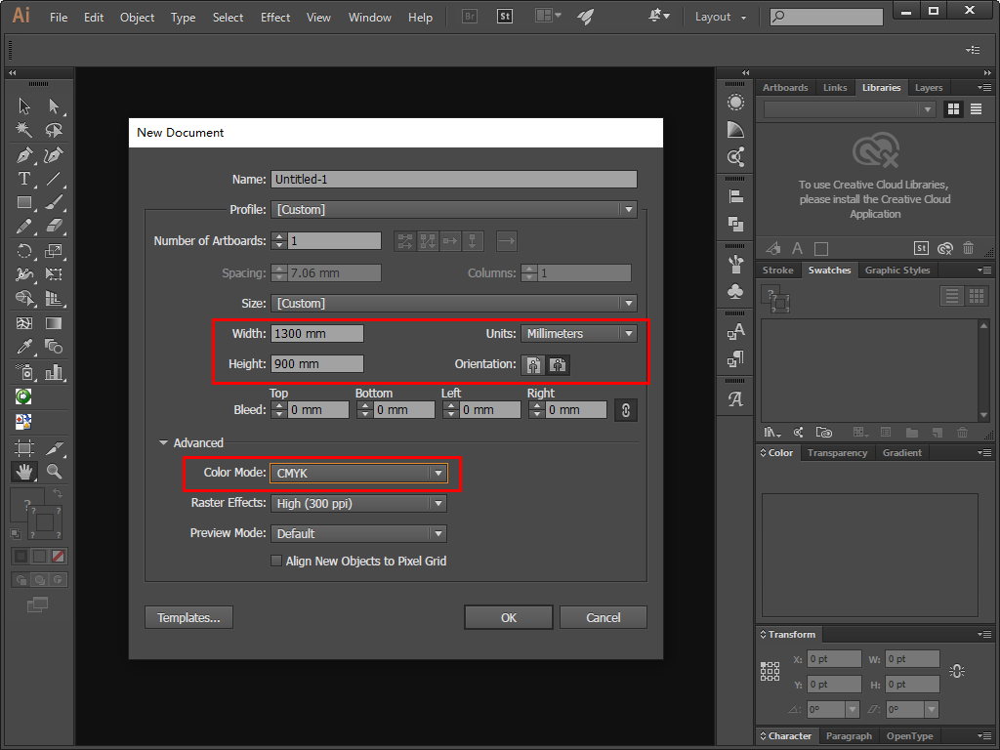 Ai File Edit Object Type Select Effect View Window Help Br St Layout
Artboards Links Libraries Layers
New Document
Name: Untitled-1
Profile: [Custom]
Number of Artboards: 1
Spacing: 7.06 mm Columns: 1
Size: [Custom]
Width: 1300 mm Units: Millimeters
Height: 900 mm Orientation:
Top Bottom Left Right
Bleed: 0 mm 0 mm 0 mm 0 mm
Advanced
Color Mode: CMYK
Raster Effects: High (300 ppi)
Preview Mode: Default
Align New Objects to Pixel Grid
Templates... OK Cancel
To use Creative Cloud Libraries,
please install the Creative Cloud
Application
St
Stroke Swatches Graphic Styles
Color Transparency Gradient
Transform
X: 0 pt W: 0 pt
Y: 0 pt H: 0 pt
0° 0°
Character Paragraph OpenType